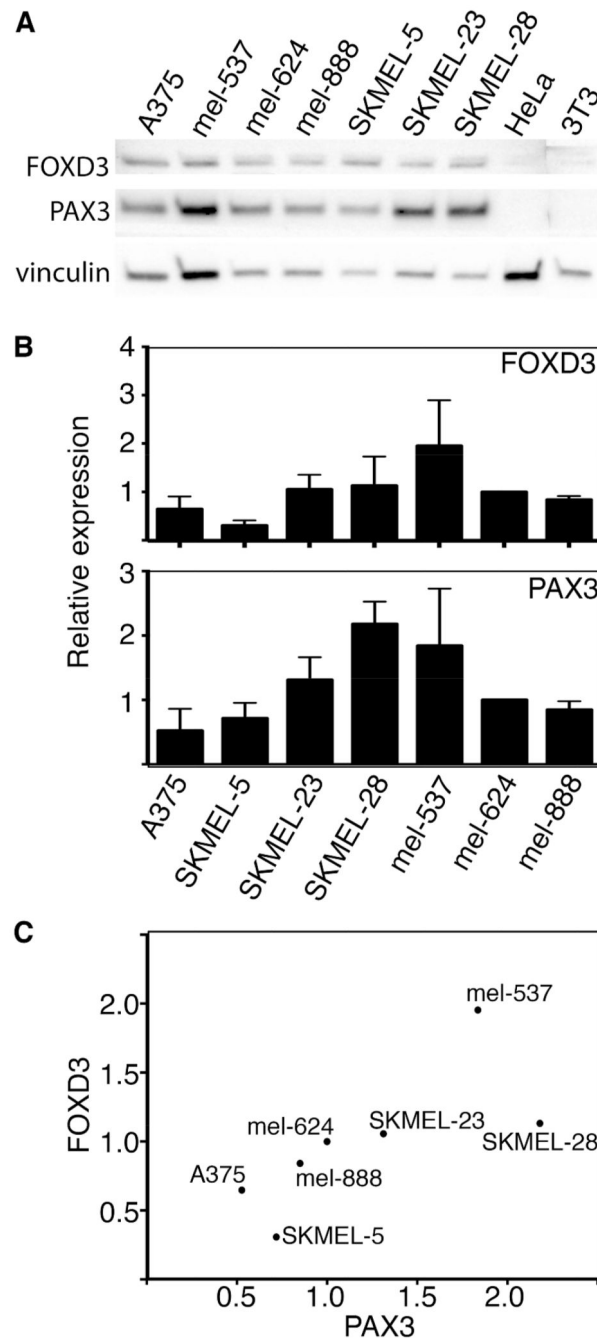 A
A375
mel-537
mel-624
mel-888
SKMEL-5
SKMEL-23
SKMEL-28
HeLa
3T3
FOXD3
PAX3
vinculin
B
Relative expression
4
3
2
1
FOXD3
3
2
1
PAX3
A375
SKMEL-5
SKMEL-23
SKMEL-28
mel-537
mel-624
mel-888
C
FOXD3
2.0
1.5
1.0
0.5
mel-537
mel-624
SKMEL-23
SKMEL-28
A375
mel-888
SKMEL-5
0.5 1.0 1.5 2.0
PAX3